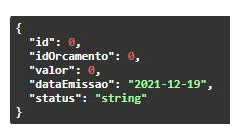 {
"id": 0,
"idOrcamento": 0,
"valor": 0,
"dataEmissao": "2021-12-19",
"status": "string"
}